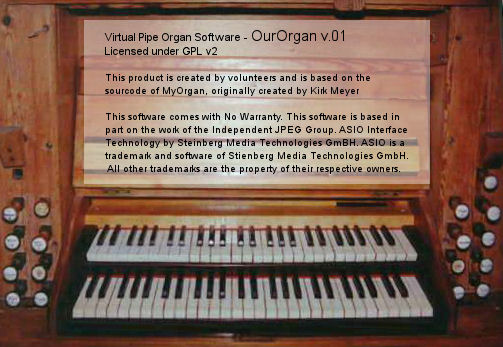 Virtual Pipe Organ Software - OurOrgan v.01
Licensed under GPL v2
This product is created by volunteers and is based on the
sourcode of MyOrgan, originally created by Kirk Meyer
This software comes with No Warranty. This software is based in
part on the work of the Independent JPEG Group. ASIO Interface
Technology by Steinberg Media Technologies GmBH. ASIO is a
trademark and software of Stienberg Media Technologies GmbH.
All other trademarks are the property of their respective owners.